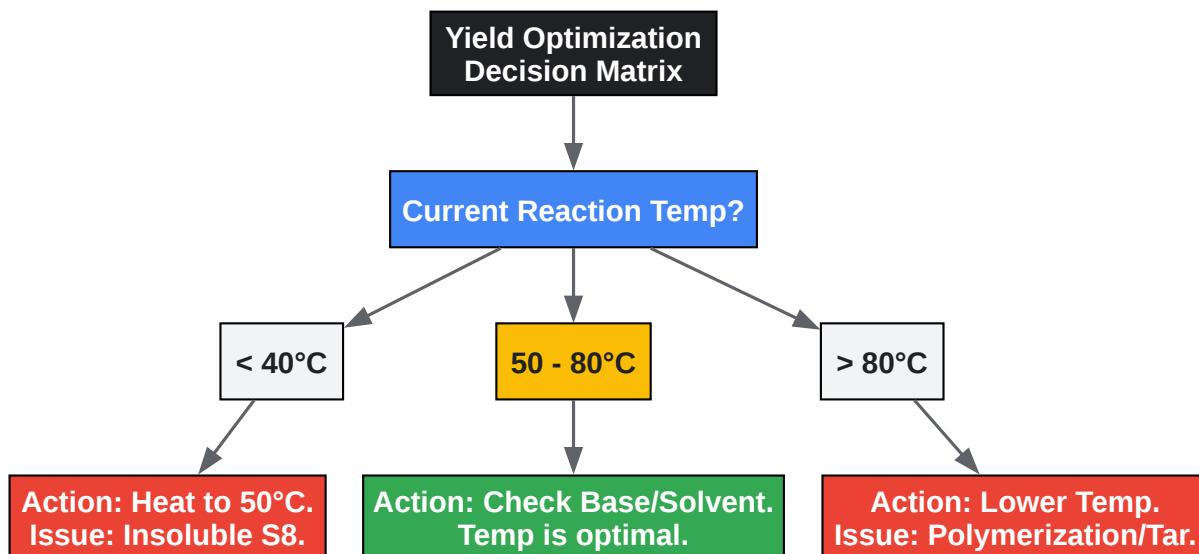 Yield Optimization
Decision Matrix
Current Reaction Temp?
< 40°C
50 - 80°C
> 80°C
Action: Heat to 50°C.
Issue: Insoluble S8.
Action: Check Base/Solvent.
Temp is optimal.
Action: Lower Temp.
Issue: Polymerization/Tar.